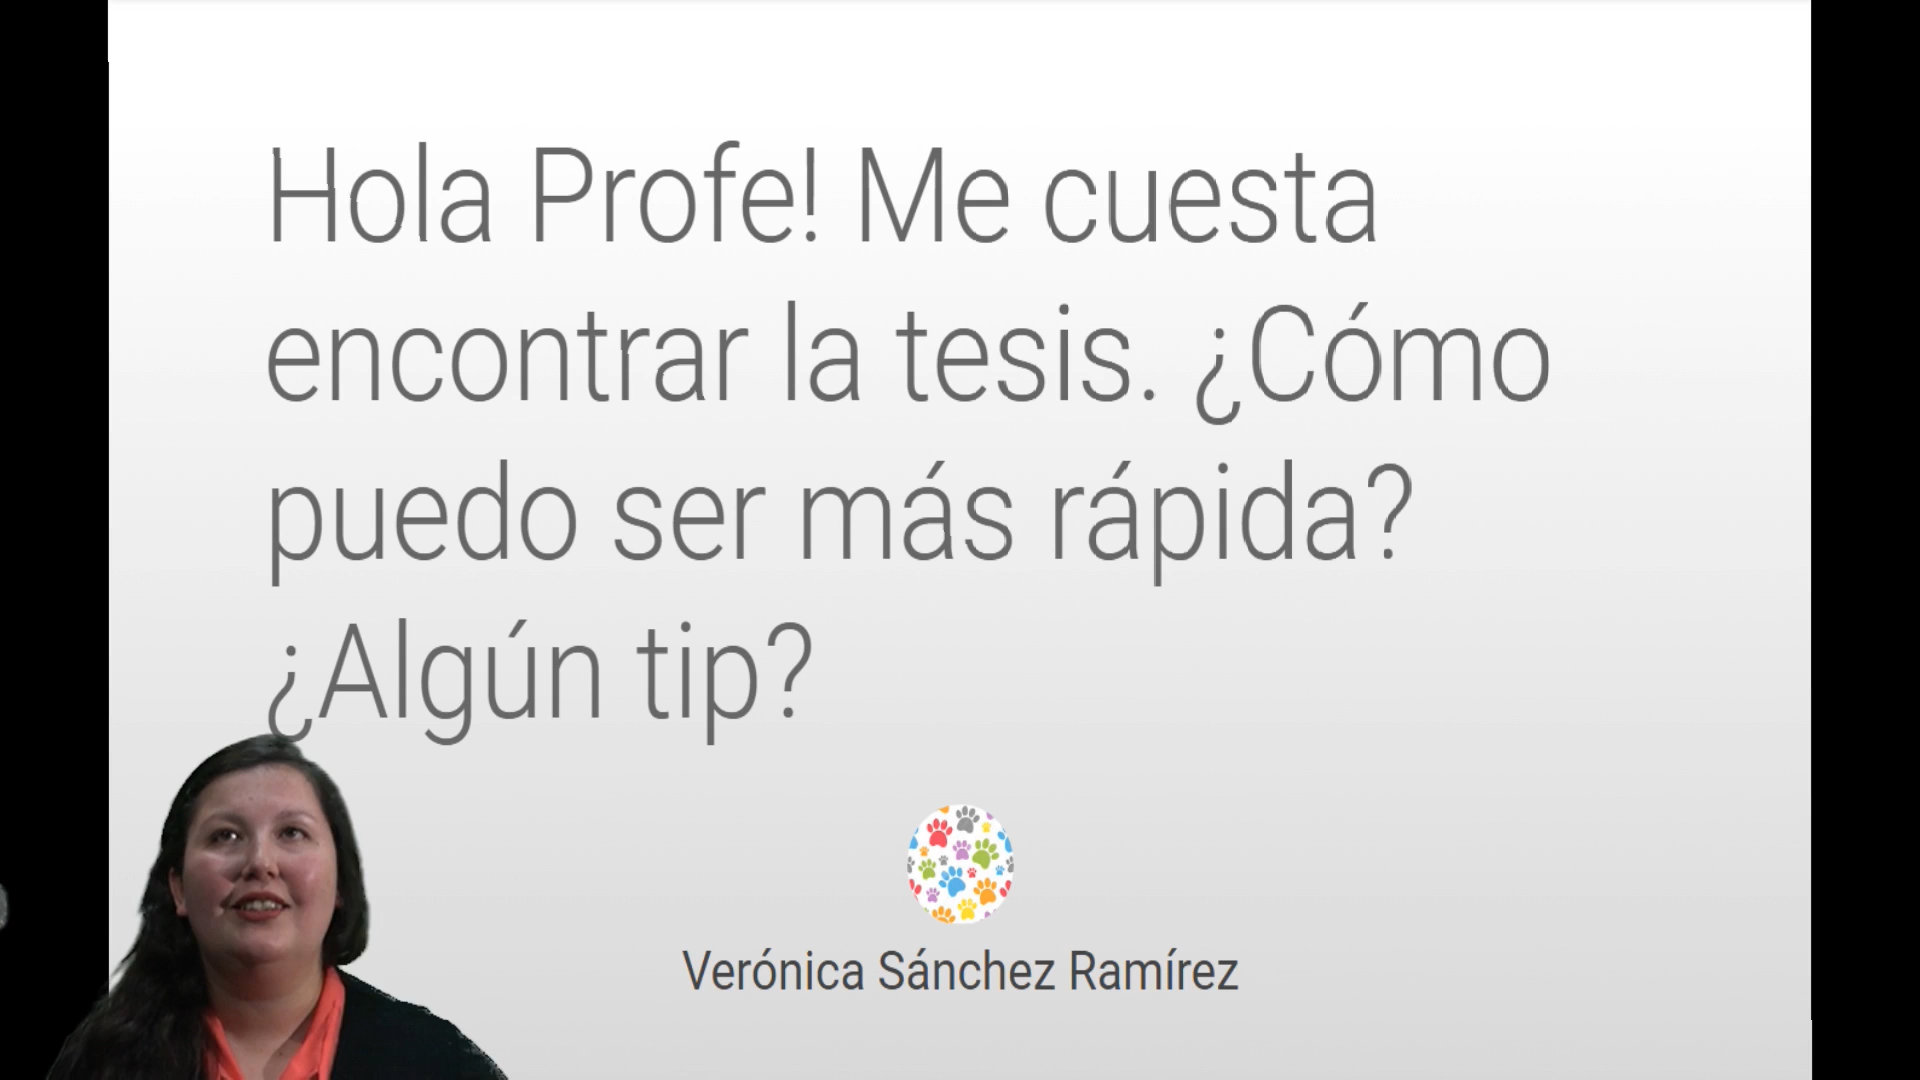 Hola Profe! Me cuesta
encontrar la tesis. ¿Cómo
puedo ser más rápida?
¿Algún tip?
Verónica Sánchez Ramírez